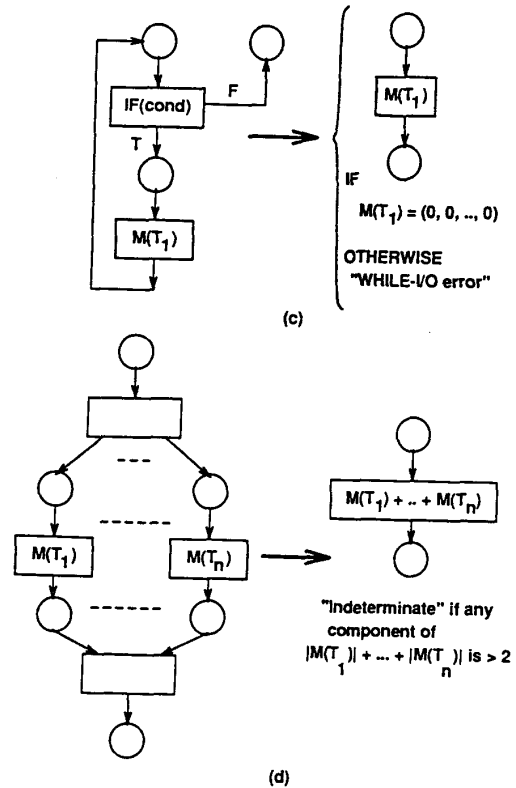 IF(cond)
F
T
M(T1)
M(T1)
IF
M(T1) = (0, 0, .., 0)
OTHERWISE
"WHILE-I/O error"
(c)
----
------
M(T1)
M(Tn)
------
M(T1) + .. + M(Tn)
"Indeterminate" if any
component of
|M(T1)| + ... + |M(Tn)| is > 2
(d)